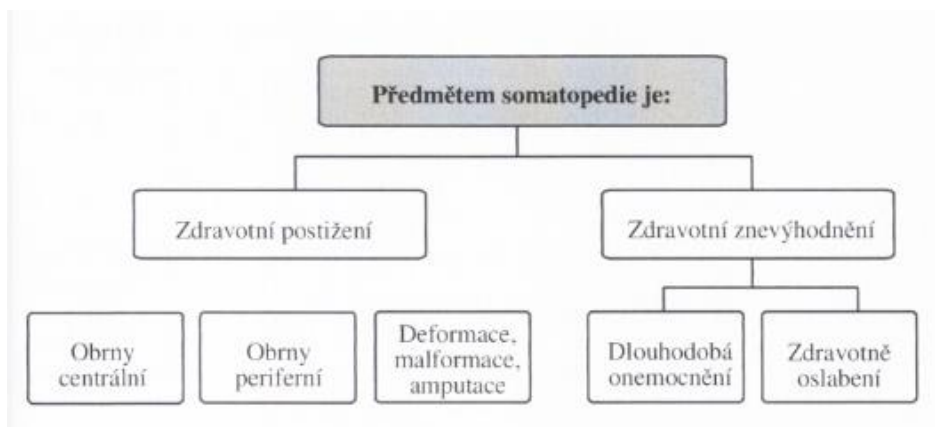 Předmětem somatopedie je:
Zdravotní postižení
Zdravotní znevýhodnění
Obrny
centrální
Obrny
periferní
Deformace,
malformace,
amputace
Dlouhodobá
onemocnění
Zdravotně
oslabení